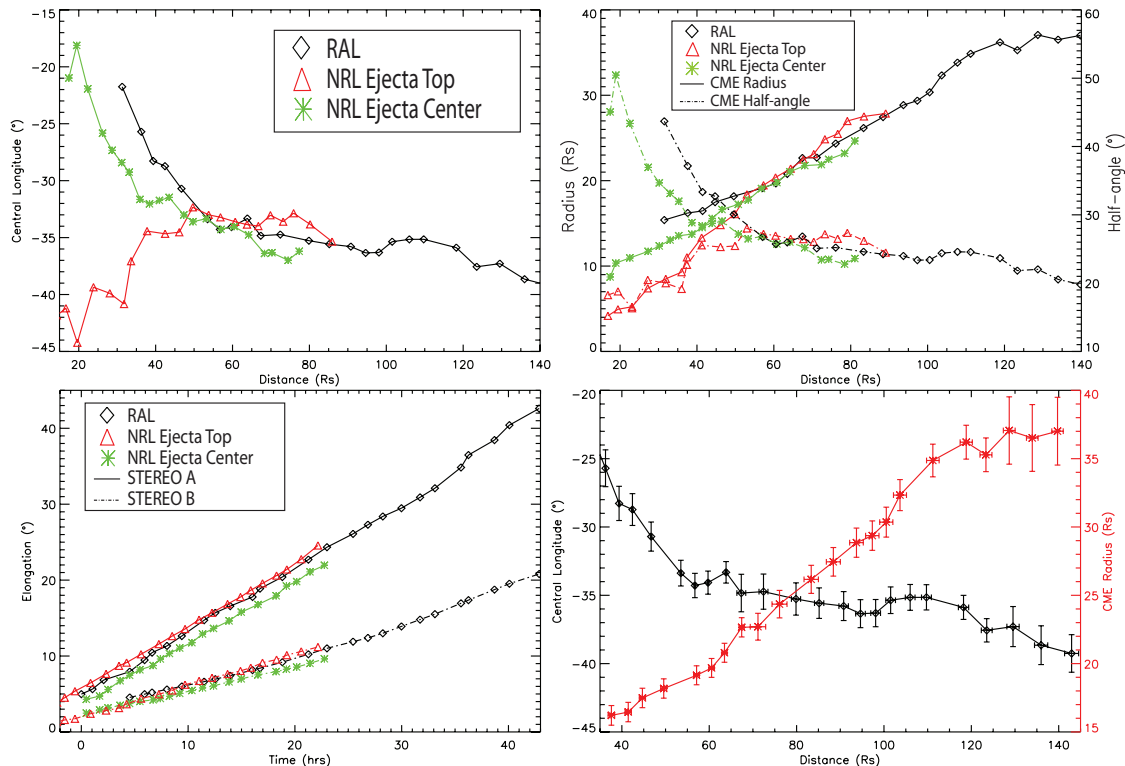 -15
-20
-25
-30
-35
-40
-45
Central Longitude (°)
20
40
60
80
100
120
140
Distance (Rs)
RAL
NRL Ejecta Top
NRL Ejecta Center
40
30
20
10
0
Radius (Rs)
20
40
60
80
100
120
140
Distance (Rs)
60
50
40
30
20
10
Half-angle (°)
RAL
NRL Ejecta Top
NRL Ejecta Center
CME Radius
CME Half-angle
40
30
20
10
0
Elongation (°)
0
10
20
30
40
Time (hrs)
RAL
NRL Ejecta Top
NRL Ejecta Center
STEREO A
STEREO B
-20
-25
-30
-35
-40
-45
Central Longitude (°)
40
60
80
100
120
140
Distance (Rs)
40
35
30
25
20
15
CME Radius (Rs)